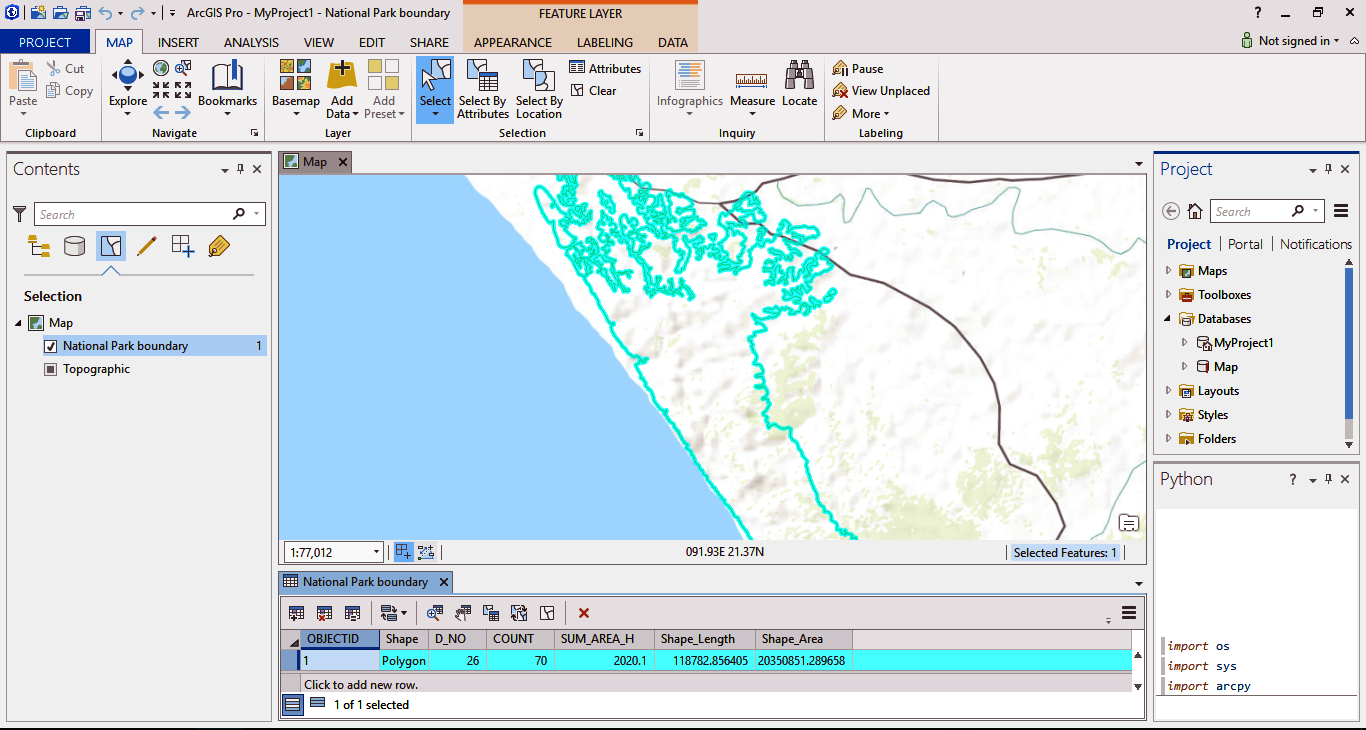 ArcGIS Pro - MyProject1 - National Park boundary
FEATURE LAYER
?
PROJECT MAP INSERT ANALYSIS VIEW EDIT SHARE APPEARANCE LABELING DATA
Not signed in
Paste
Cut
Copy
Clipboard
Explore
Bookmarks
Navigate
Basemap
Add Data
Add Preset
Layer
Select
Select By Attributes
Select By Location
Attributes
Clear
Selection
Infographics
Measure
Locate
Inquiry
Pause
View Unplaced
More
Labeling
Contents
Search
Selection
Map
National Park boundary 1
Topographic
Map
1:77,012
091.93E 21.37N
Selected Features: 1
National Park boundary
OBJECTID Shape D_NO COUNT SUM_AREA_H Shape_Length Shape_Area
1 Polygon 26 70 2020.1 118782.856405 20350851.289658
Click to add new row.
1 of 1 selected
Project
Search
Project Portal Notifications
Maps
Toolboxes
Databases
MyProject1
Map
Layouts
Styles
Folders
Python
?
import os
import sys
import arcpy